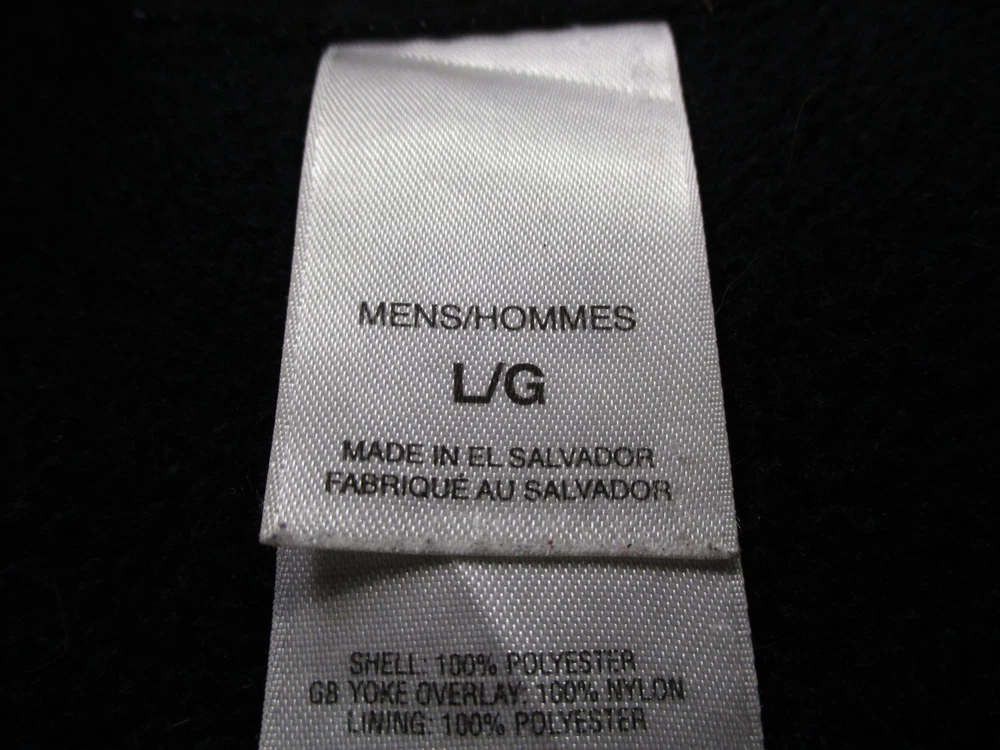 MENS/HOMMES
L/G
MADE IN EL SALVADOR
FABRIQUÉ AU SALVADOR
SHELL: 100% POLYESTER
GB YOKE OVERLAY: 100% NYLON
LINING: 100% POLYESTER